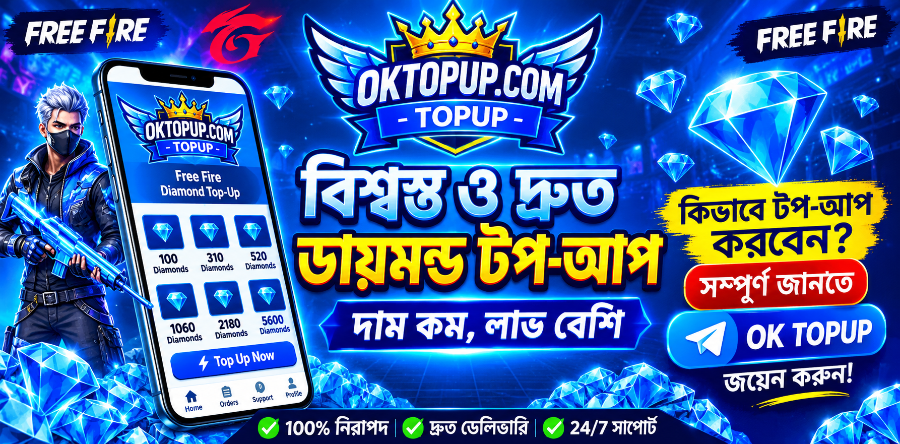 FREE FIRE
FREE FIRE
OKTOPUP.COM
- TOPUP -
OKTOPUP.COM
- TOPUP -
Free Fire
Diamond Top-Up
100
Diamonds
310
Diamonds
520
Diamonds
1060
Diamonds
2180
Diamonds
5600
Diamonds
Top Up Now
Home
Orders
Support
Profile
বিশ্বস্ত ও দ্রুত
ডায়মন্ড টপ-আপ
দাম কম, লাভ বেশি
কিভাবে টপ-আপ
করবেন?
সম্পুর্ণ জানতে
OK TOPUP
জয়েন করুন!
100% নিরাপদ
দ্রুত ডেলিভারি
24/7 সাপোর্ট